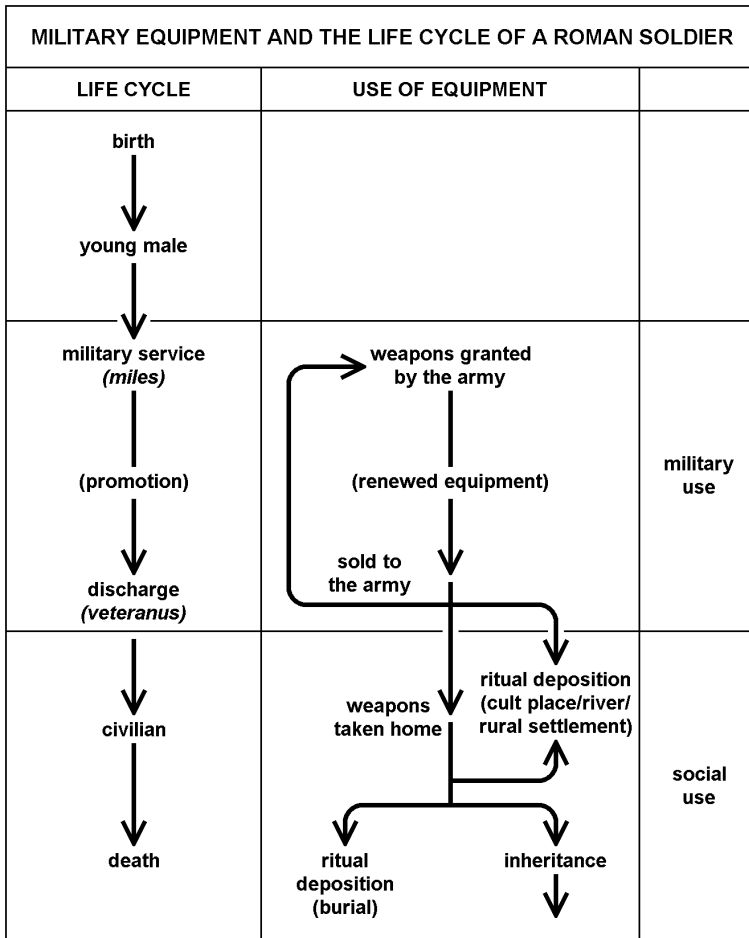 MILITARY EQUIPMENT AND THE LIFE CYCLE OF A ROMAN SOLDIER
LIFE CYCLE
USE OF EQUIPMENT
birth
young male
military service
(miles)
weapons granted
by the army
(promotion)
(renewed equipment)
military
use
sold to
the army
discharge
(veteranus)
ritual deposition
(cult place/river/
rural settlement)
weapons
taken home
civilian
social
use
death
ritual
deposition
(burial)
inheritance